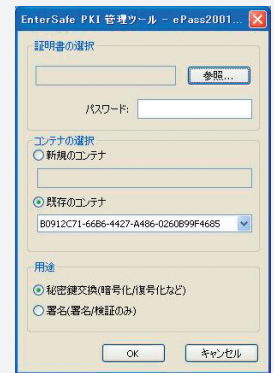 EnterSafe PKI 管理ツール - ePass2001...
証明書の選択
参照...
パスワード:
コンテナの選択
新規のコンテナ
既存のコンテナ
B0912C71-66B6-4427-A486-0260B99F4685
用途
秘密鍵交換(暗号化/復号化など)
署名(署名/検証のみ)
OK キャンセル